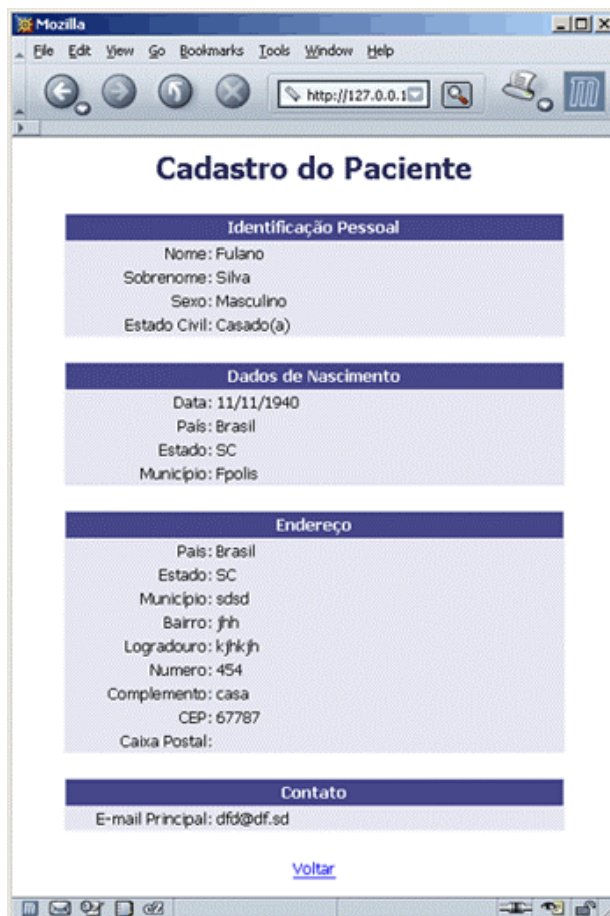 Mozilla
File Edit View Go Bookmarks Tools Window Help
http://127.0.0.1
Cadastro do Paciente
Identificação Pessoal
Nome: Fulano
Sobrenome: Silva
Sexo: Masculino
Estado Civil: Casado(a)
Dados de Nascimento
Data: 11/11/1940
País: Brasil
Estado: SC
Município: Fpolis
Endereço
Pais: Brasil
Estado: SC
Município: sdsd
Bairro: jhh
Logradouro: kjhkjh
Numero: 454
Complemento: casa
CEP: 67787
Caixa Postal:
Contato
E-mail Principal: dfd@df.sd
Voltar